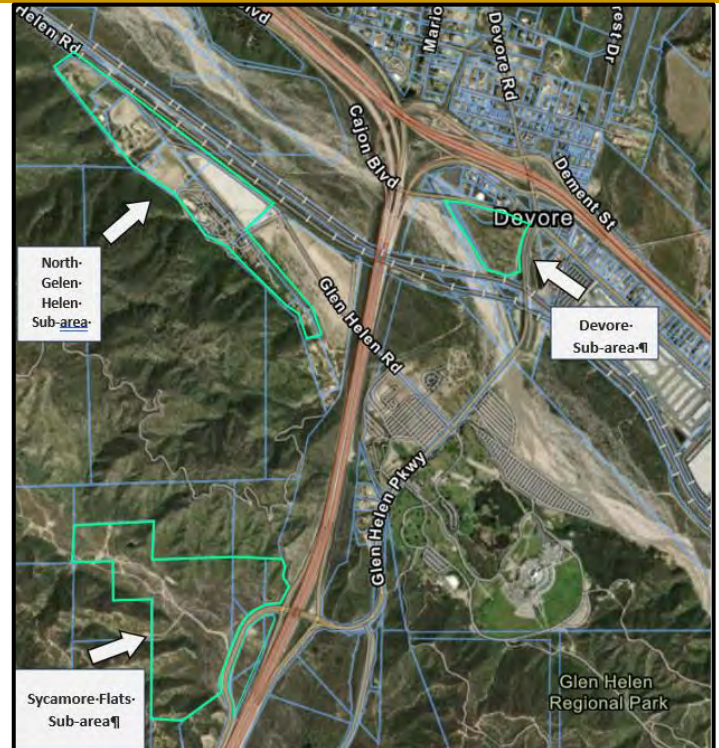 Helen Rd
Blvd
Mario
Devore Rd
rest Dr
Cajon Blvd
Dement St
Devore
North·
Gelen·
Helen·
Sub-area·
Glen Helen Rd
Devore·
Sub-area·¶
Glen Helen Pkwy
Sycamore·Flats·
Sub-area¶
Glen Helen
Regional Park